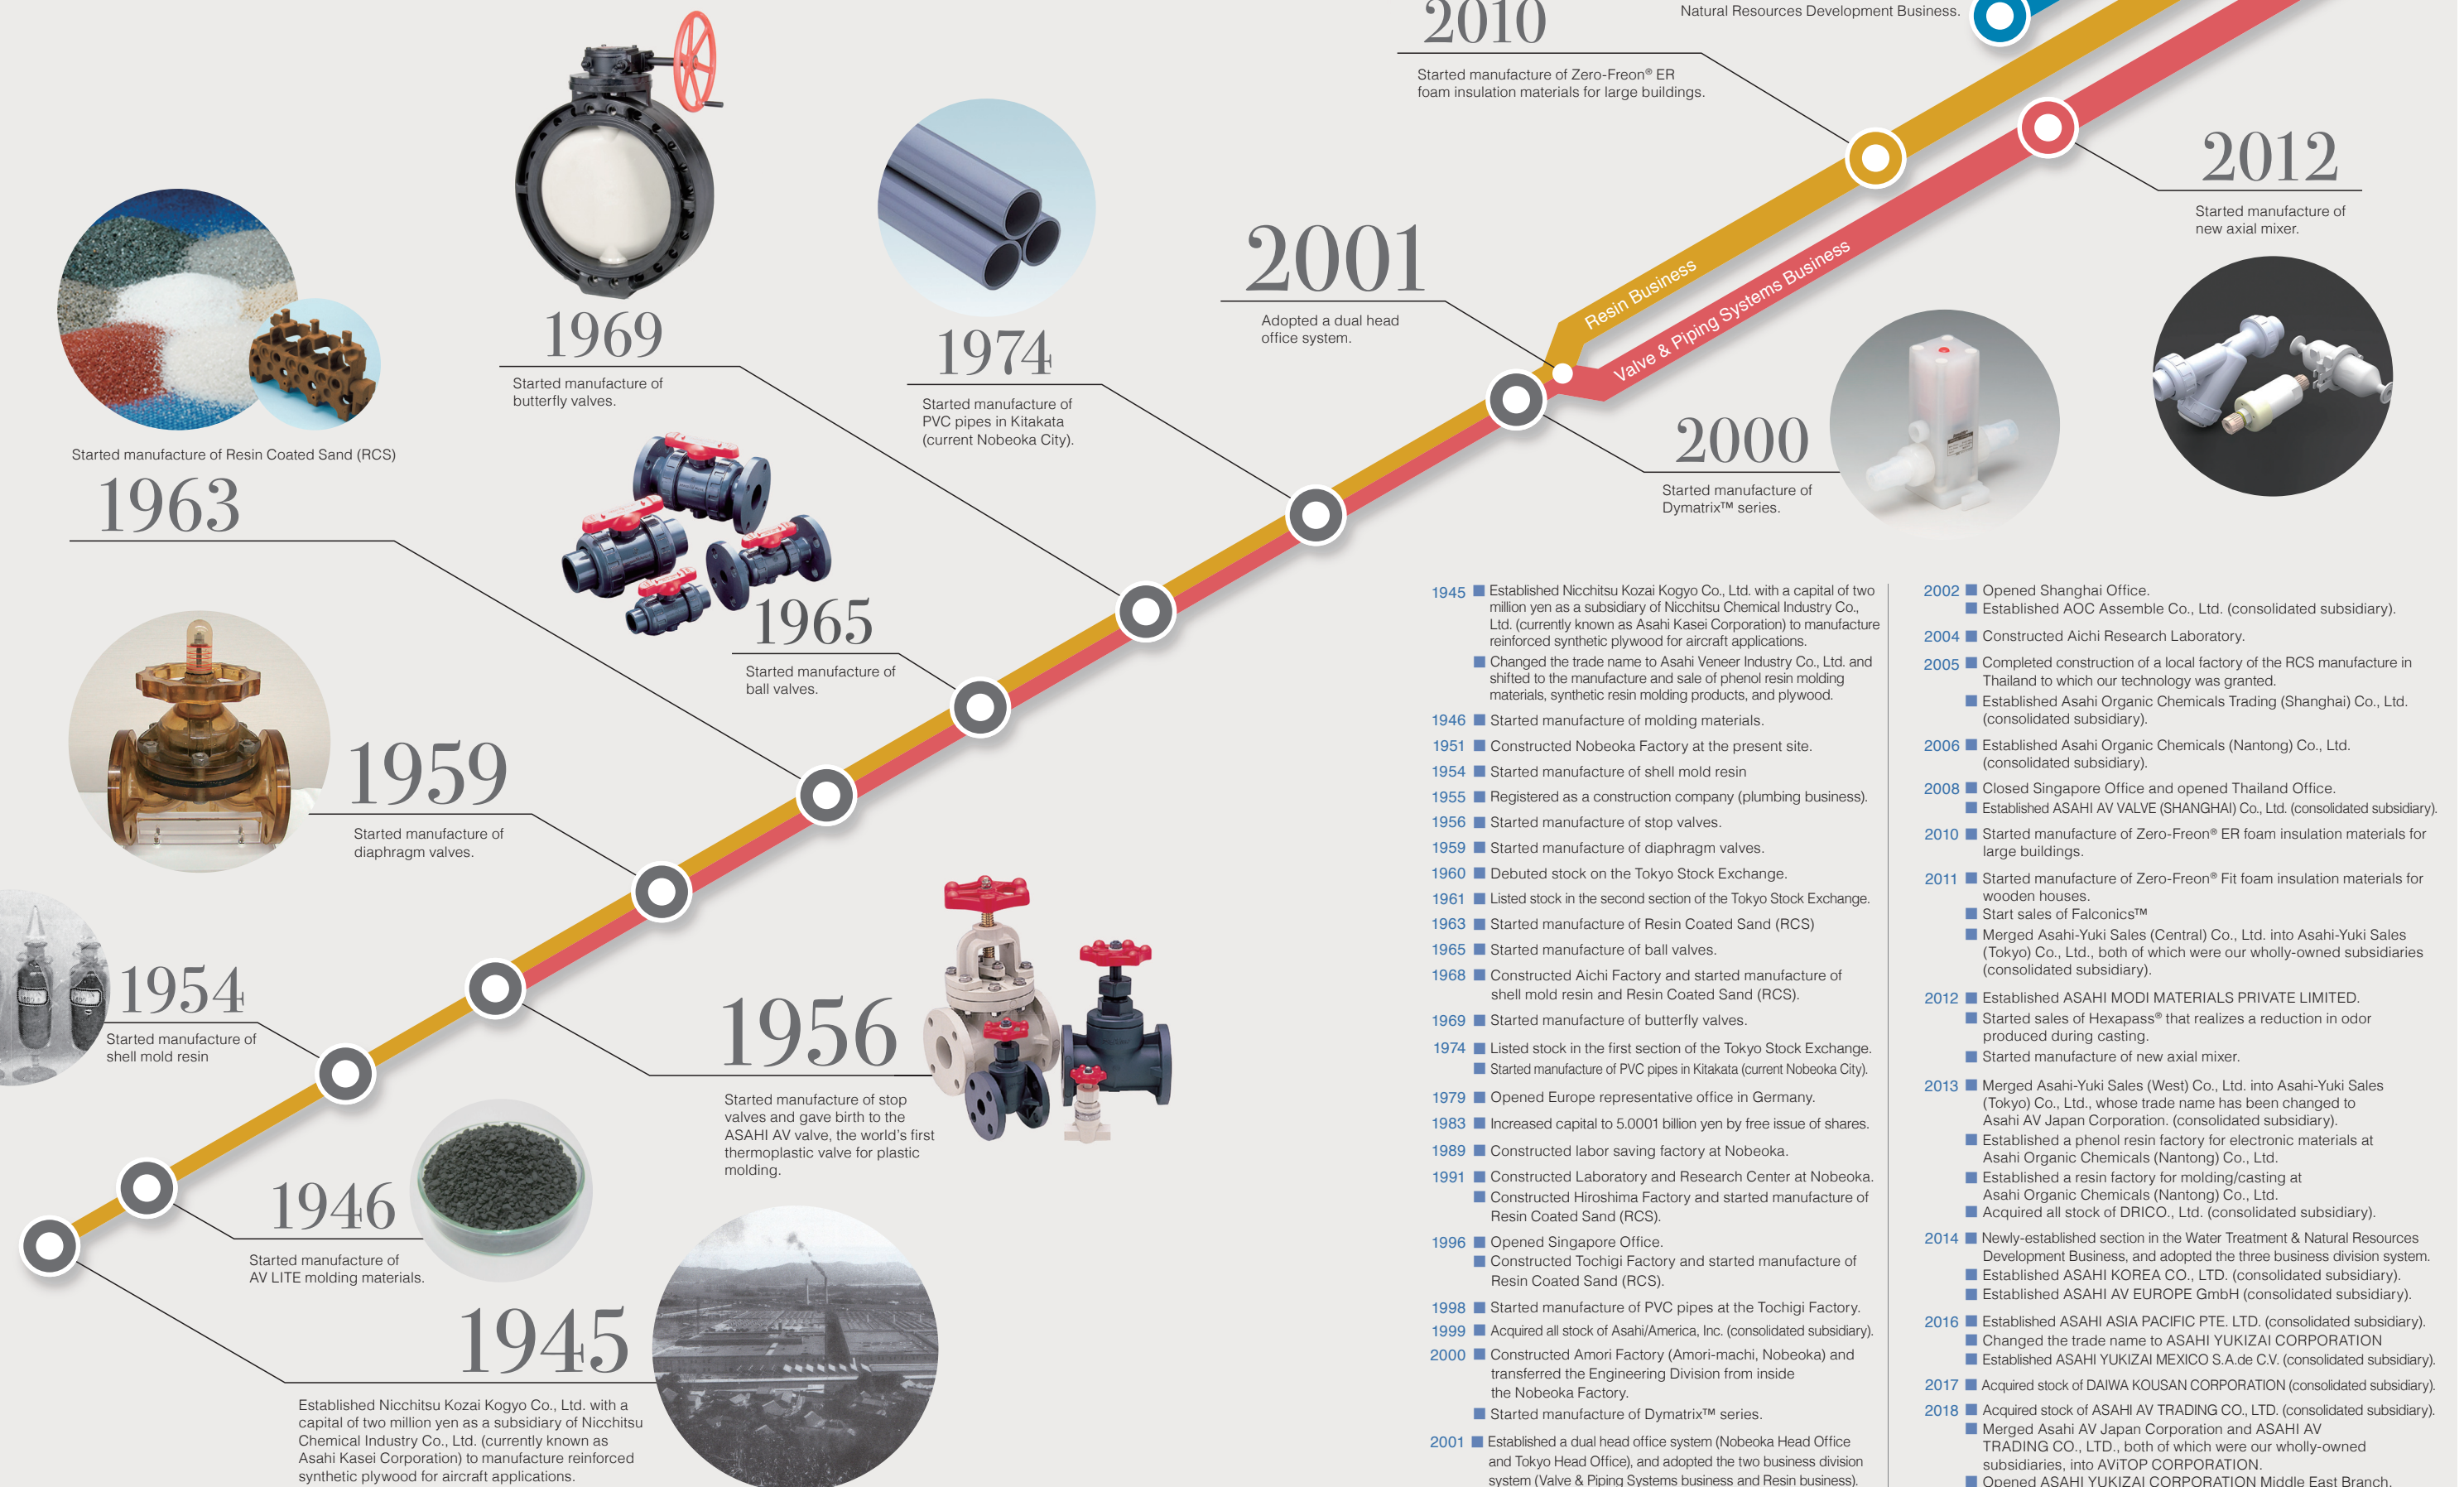 2010
Natural Resources Development Business.
Started manufacture of Zero-Freon® ER
foam insulation materials for large buildings.
2012
Started manufacture of
new axial mixer.
2001
Adopted a dual head
office system.
Resin Business
Valve & Piping Systems Business
2000
Started manufacture of
Dymatrix™ series.
1974
Started manufacture of
PVC pipes in Kitakata
(current Nobeoka City).
1969
Started manufacture of
butterfly valves.
Started manufacture of Resin Coated Sand (RCS)
1963
1965
Started manufacture of
ball valves.
1959
Started manufacture of
diaphragm valves.
1954
Started manufacture of
shell mold resin
1956
Started manufacture of stop
valves and gave birth to the
ASAHI AV valve, the world's first
thermoplastic valve for plastic
molding.
1946
Started manufacture of
AV LITE molding materials.
1945
Established Nicchitsu Kozai Kogyo Co., Ltd. with a
capital of two million yen as a subsidiary of Nicchitsu
Chemical Industry Co., Ltd. (currently known as
Asahi Kasei Corporation) to manufacture reinforced
synthetic plywood for aircraft applications.
1945 ■ Established Nicchitsu Kozai Kogyo Co., Ltd. with a capital of two
million yen as a subsidiary of Nicchitsu Chemical Industry Co.,
Ltd. (currently known as Asahi Kasei Corporation) to manufacture
reinforced synthetic plywood for aircraft applications.
■ Changed the trade name to Asahi Veneer Industry Co., Ltd. and
shifted to the manufacture and sale of phenol resin molding
materials, synthetic resin molding products, and plywood.
1946 ■ Started manufacture of molding materials.
1951 ■ Constructed Nobeoka Factory at the present site.
1954 ■ Started manufacture of shell mold resin
1955 ■ Registered as a construction company (plumbing business).
1956 ■ Started manufacture of stop valves.
1959 ■ Started manufacture of diaphragm valves.
1960 ■ Debuted stock on the Tokyo Stock Exchange.
1961 ■ Listed stock in the second section of the Tokyo Stock Exchange.
1963 ■ Started manufacture of Resin Coated Sand (RCS)
1965 ■ Started manufacture of ball valves.
1968 ■ Constructed Aichi Factory and started manufacture of
shell mold resin and Resin Coated Sand (RCS).
1969 ■ Started manufacture of butterfly valves.
1974 ■ Listed stock in the first section of the Tokyo Stock Exchange.
■ Started manufacture of PVC pipes in Kitakata (current Nobeoka City).
1979 ■ Opened Europe representative office in Germany.
1983 ■ Increased capital to 5.0001 billion yen by free issue of shares.
1989 ■ Constructed labor saving factory at Nobeoka.
1991 ■ Constructed Laboratory and Research Center at Nobeoka.
■ Constructed Hiroshima Factory and started manufacture of
Resin Coated Sand (RCS).
1996 ■ Opened Singapore Office.
■ Constructed Tochigi Factory and started manufacture of
Resin Coated Sand (RCS).
1998 ■ Started manufacture of PVC pipes at the Tochigi Factory.
1999 ■ Acquired all stock of Asahi/America, Inc. (consolidated subsidiary).
2000 ■ Constructed Amori Factory (Amori-machi, Nobeoka) and
transferred the Engineering Division from inside
the Nobeoka Factory.
■ Started manufacture of Dymatrix™ series.
2001 ■ Established a dual head office system (Nobeoka Head Office
and Tokyo Head Office), and adopted the two business division
system (Valve & Piping Systems business and Resin business).
2002 ■ Opened Shanghai Office.
■ Established AOC Assemble Co., Ltd. (consolidated subsidiary).
2004 ■ Constructed Aichi Research Laboratory.
2005 ■ Completed construction of a local factory of the RCS manufacture in
Thailand to which our technology was granted.
■ Established Asahi Organic Chemicals Trading (Shanghai) Co., Ltd.
(consolidated subsidiary).
2006 ■ Established Asahi Organic Chemicals (Nantong) Co., Ltd.
(consolidated subsidiary).
2008 ■ Closed Singapore Office and opened Thailand Office.
■ Established ASAHI AV VALVE (SHANGHAI) Co., Ltd. (consolidated subsidiary).
2010 ■ Started manufacture of Zero-Freon® ER foam insulation materials for
large buildings.
2011 ■ Started manufacture of Zero-Freon® Fit foam insulation materials for
wooden houses.
■ Start sales of Falconics™
■ Merged Asahi-Yuki Sales (Central) Co., Ltd. into Asahi-Yuki Sales
(Tokyo) Co., Ltd., both of which were our wholly-owned subsidiaries
(consolidated subsidiary).
2012 ■ Established ASAHI MODI MATERIALS PRIVATE LIMITED.
■ Started sales of Hexapass® that realizes a reduction in odor
produced during casting.
■ Started manufacture of new axial mixer.
2013 ■ Merged Asahi-Yuki Sales (West) Co., Ltd. into Asahi-Yuki Sales
(Tokyo) Co., Ltd., whose trade name has been changed to
Asahi AV Japan Corporation. (consolidated subsidiary).
■ Established a phenol resin factory for electronic materials at
Asahi Organic Chemicals (Nantong) Co., Ltd.
■ Established a resin factory for molding/casting at
Asahi Organic Chemicals (Nantong) Co., Ltd.
■ Acquired all stock of DRICO., Ltd. (consolidated subsidiary).
2014 ■ Newly-established section in the Water Treatment & Natural Resources
Development Business, and adopted the three business division system.
■ Established ASAHI KOREA CO., LTD. (consolidated subsidiary).
■ Established ASAHI AV EUROPE GmbH (consolidated subsidiary).
2016 ■ Established ASAHI ASIA PACIFIC PTE. LTD. (consolidated subsidiary).
■ Changed the trade name to ASAHI YUKIZAI CORPORATION
■ Established ASAHI YUKIZAI MEXICO S.A.de C.V. (consolidated subsidiary).
2017 ■ Acquired stock of DAIWA KOUSAN CORPORATION (consolidated subsidiary).
2018 ■ Acquired stock of ASAHI AV TRADING CO., LTD. (consolidated subsidiary).
■ Merged Asahi AV Japan Corporation and ASAHI AV
TRADING CO., LTD., both of which were our wholly-owned
subsidiaries, into AViTOP CORPORATION.
■ Opened ASAHI YUKIZAI CORPORATION Middle East Branch.